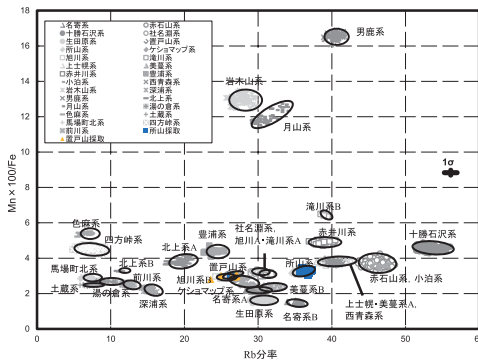 18
16
14
12
10
8
6
4
2
0
Mn×100/Fe
名寄系
赤石山系
十勝石沢系
社名淵系
生田原系
置戸山系
所山系
ケショマップ系
旭川系
滝川系
上士幌系
美蔓系
赤井川系
豊浦系
小泊系
西青森系
岩木山系
深浦系
男鹿系
北上系
月山系
湯の倉系
色麻系
土蔵系
馬場町北系
四方峠系
前川系
所山採取
置戸山採取
男鹿系
岩木山系
月山系
1σ
滝川系B
色麻系
四方峠系
豊浦系
社名淵系,
旭川A・滝川系A
赤井川系
十勝石沢系
北上系A
馬場町北系
北上系B
置戸山系
所山系
前川系
旭川系B
土蔵系
湯の倉系
ケショマップ系
美蔓系B
赤石山系、小泊系
深浦系
名寄系A
上士幌・美蔓系A,
西青森系
生田原系
名寄系B
0 10 20 30 40 50 60
Rb分率